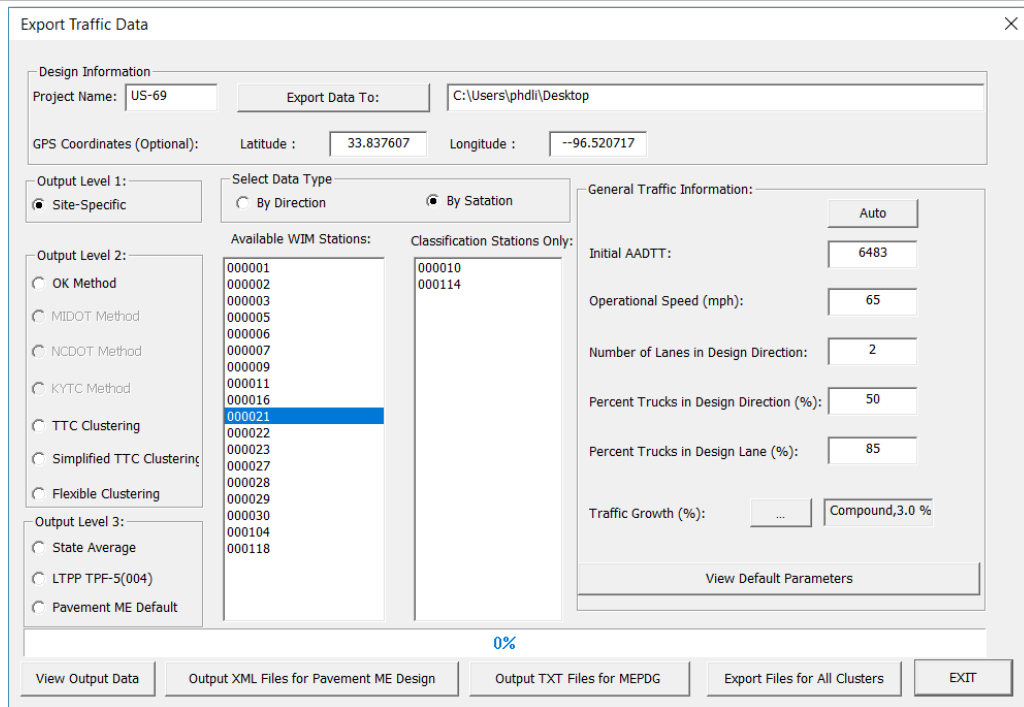 Export Traffic Data
Design Information
Project Name: US-69 Export Data To: C:\Users\phdli\Desktop
GPS Coordinates (Optional): Latitude : 33.837607 Longitude : --96.520717
Output Level 1:
Site-Specific
Output Level 2:
OK Method
MIDOT Method
NCDOT Method
KYTC Method
TTC Clustering
Simplified TTC Clustering
Flexible Clustering
Output Level 3:
State Average
LTPP TPF-5(004)
Pavement ME Default
Select Data Type
By Direction By Satation
Available WIM Stations:
000001
000002
000003
000005
000006
000007
000009
000011
000016
000021
000022
000023
000027
000028
000029
000030
000104
000118
Classification Stations Only:
000010
000114
General Traffic Information:
Auto
Initial AADTT: 6483
Operational Speed (mph): 65
Number of Lanes in Design Direction: 2
Percent Trucks in Design Direction (%): 50
Percent Trucks in Design Lane (%): 85
Traffic Growth (%): ... Compound,3.0 %
View Default Parameters
0%
View Output Data Output XML Files for Pavement ME Design Output TXT Files for MEPDG Export Files for All Clusters EXIT